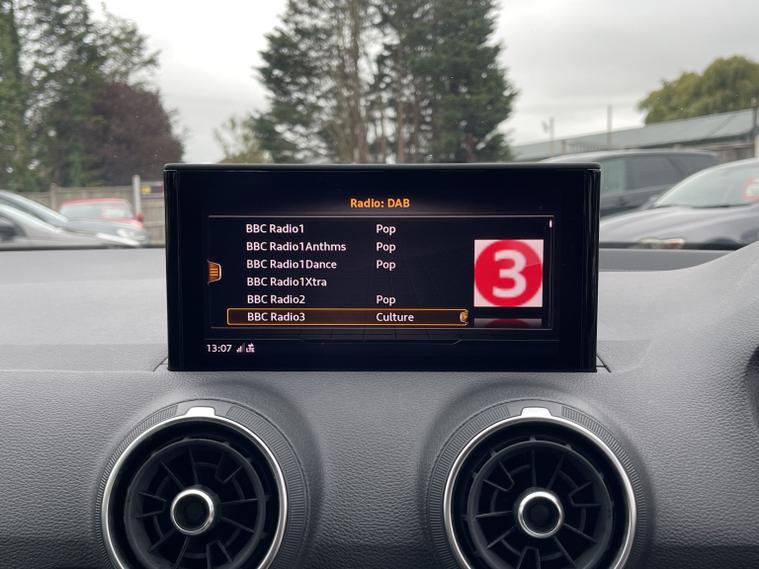 Radio: DAB
BBC Radio1 Pop
BBC Radio1Anthms Pop
BBC Radio1Dance Pop
BBC Radio1Xtra
BBC Radio2 Pop
BBC Radio3 Culture
3
13:07 LTE